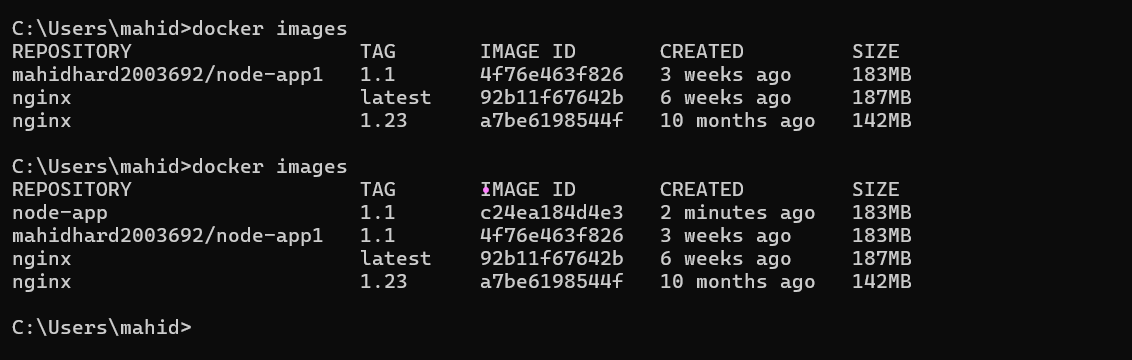 C:\Users\mahid>docker images
REPOSITORY TAG IMAGE ID CREATED SIZE
mahidhard2003692/node-app1 1.1 4f76e463f826 3 weeks ago 183MB
nginx latest 92b11f67642b 6 weeks ago 187MB
nginx 1.23 a7be6198544f 10 months ago 142MB
C:\Users\mahid>docker images
REPOSITORY TAG IMAGE ID CREATED SIZE
node-app 1.1 c24ea184d4e3 2 minutes ago 183MB
mahidhard2003692/node-app1 1.1 4f76e463f826 3 weeks ago 183MB
nginx latest 92b11f67642b 6 weeks ago 187MB
nginx 1.23 a7be6198544f 10 months ago 142MB
C:\Users\mahid>